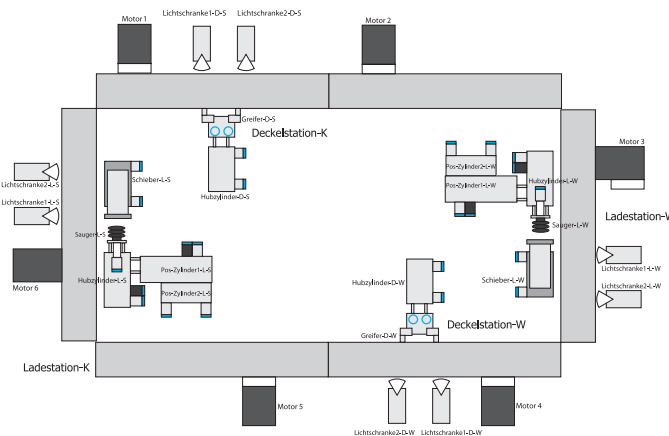 Motor 1
Lichtschranke1-D-S
Lichtschranke2-D-S
Motor 2
Greifer-D-S
Deckelstation-K
Motor 3
Pos-Zylinder2-L-W
Lichtschranke2-L-S
Schieber-L-S
Pos-Zylinder1-L-W
Hubzylinder-L-W
Hubzylinder-D-S
Lichtschranke1-L-S
Ladestation-W
Sauger-L-S
Sauger-L-W
Pos-Zylinder1-L-S
Lichtschranke1-L-W
Hubzylinder-L-S
Hubzylinder-D-W
Schieber-L-W
Motor 6
Pos-Zylinder2-L-S
Lichtschranke2-L-W
Deckelstation-W
Greifer-D-W
Ladestation-K
Motor 5
Motor 4
Lichtschranke2-D-W
Lichtschranke1-D-W